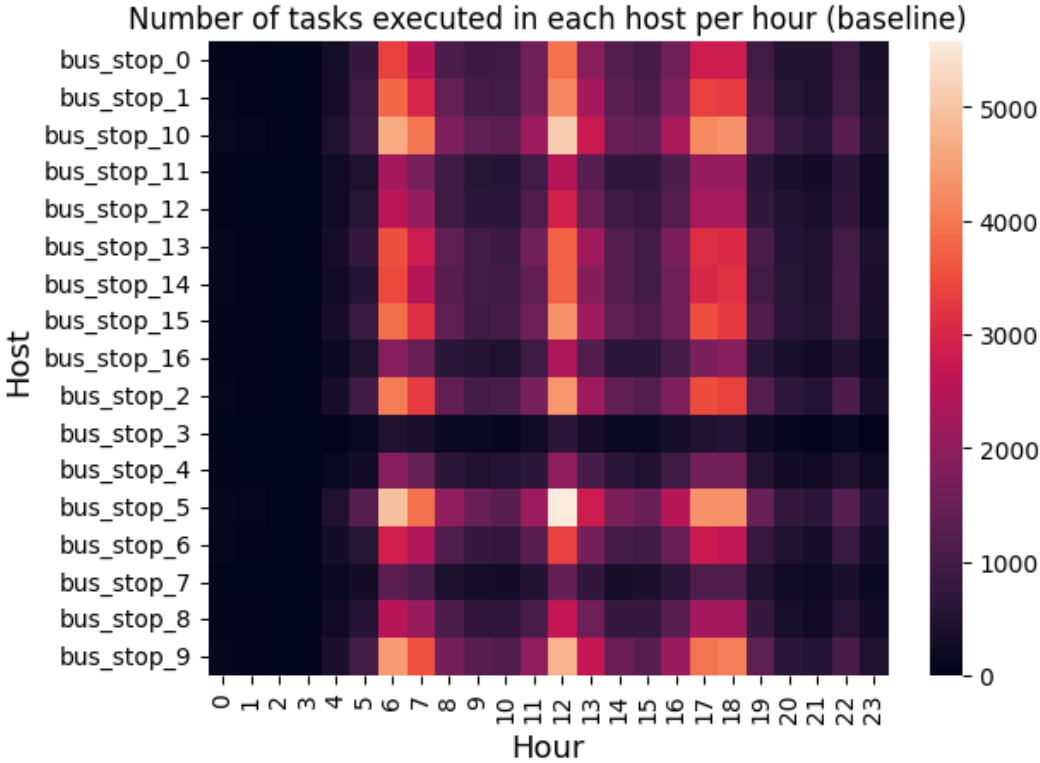 Number of tasks executed in each host per hour (baseline)
bus_stop_0
bus_stop_1
bus_stop_10
bus_stop_11
bus_stop_12
bus_stop_13
bus_stop_14
bus_stop_15
bus_stop_16
bus_stop_2
bus_stop_3
bus_stop_4
bus_stop_5
bus_stop_6
bus_stop_7
bus_stop_8
bus_stop_9
Host
0 1 2 3 4 5 6 7 8 9 10 11 12 13 14 15 16 17 18 19 20 21 22 23
Hour
5000
4000
3000
2000
1000
0